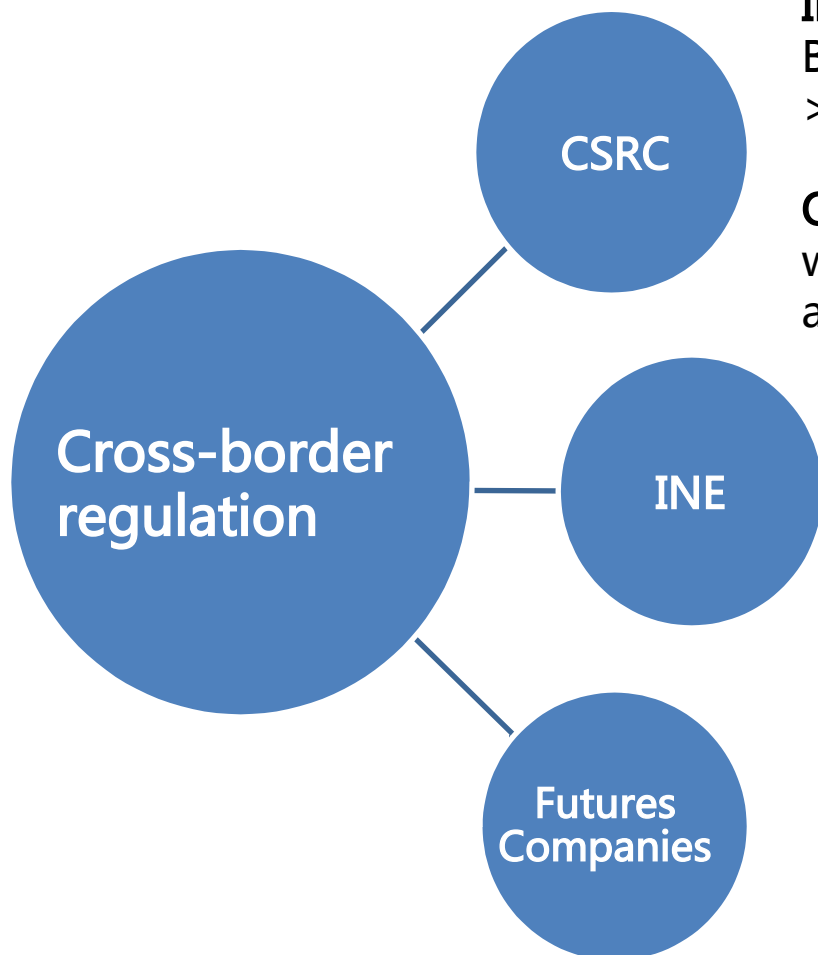 CSRC
Cross-border
regulation
INE
Futures
Companies